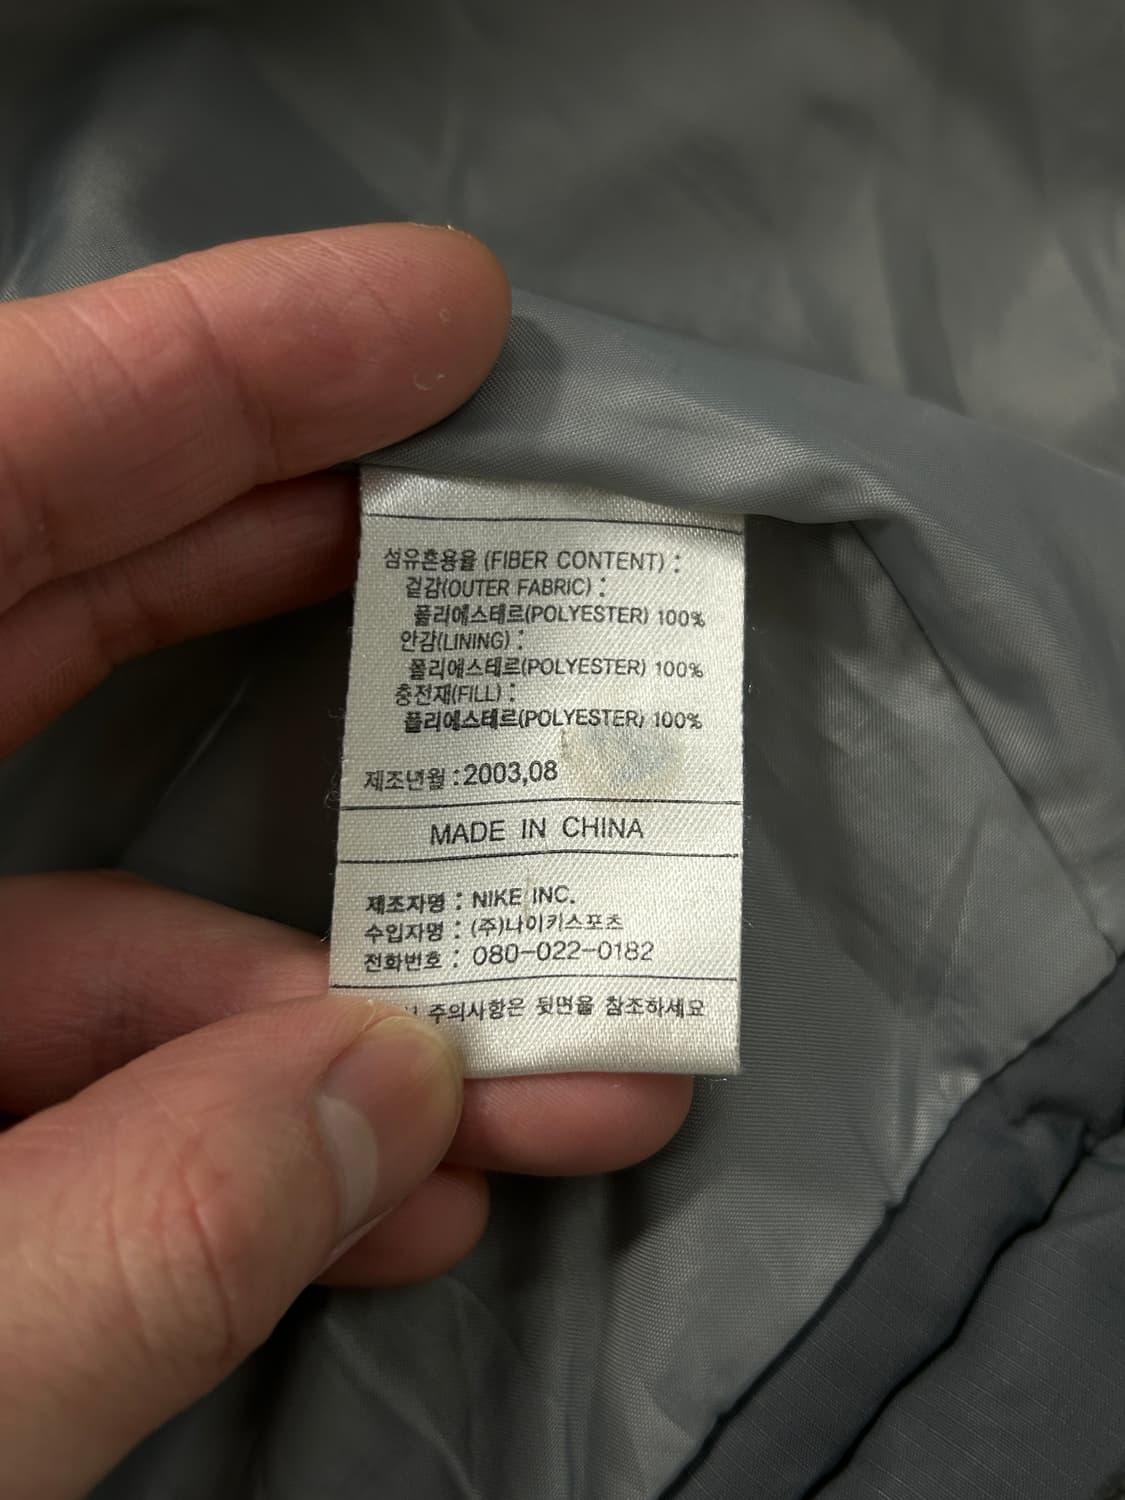 섬유혼용율 (FIBER CONTENT) :
겉감(OUTER FABRIC) :
폴리에스테르(POLYESTER) 100%
안감(LINING) :
폴리에스테르(POLYESTER) 100%
충전재(FILL) :
폴리에스테르(POLYESTER) 100%
제조년월 :2003,08
MADE IN CHINA
제조자명 : NIKE INC.
수입자명 : (주)나이키스포츠
전화번호 : 080-022-0182
주의사항은 뒷면을 참조하세요